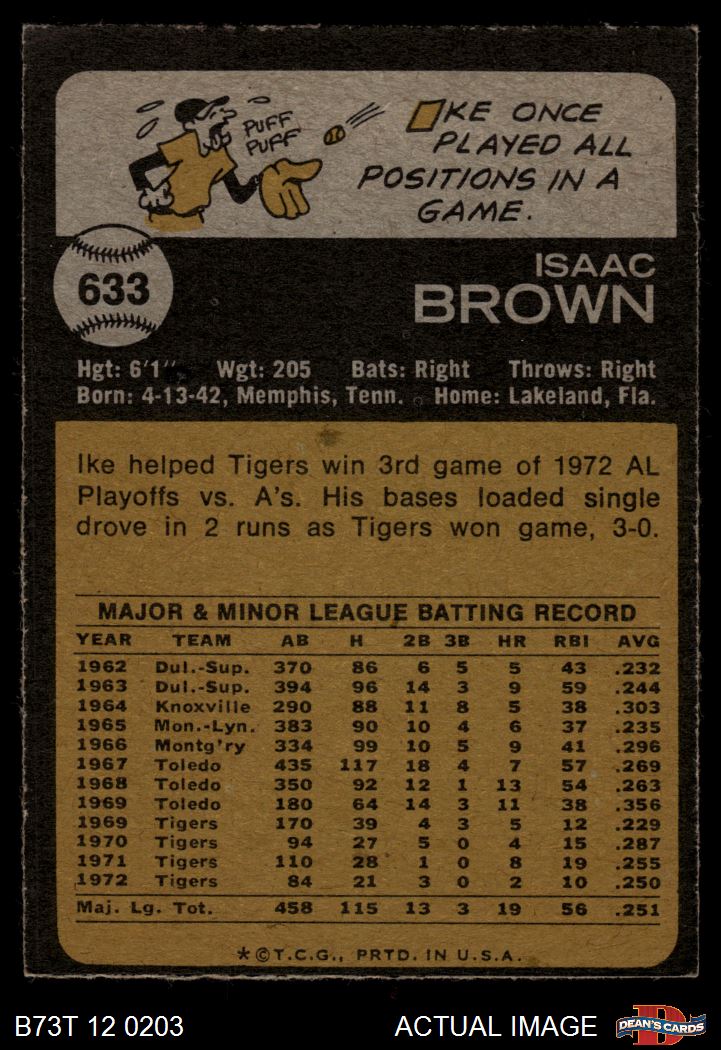 PUFF
PUFF
IKE ONCE
PLAYED ALL
POSITIONS IN A
GAME.
633
ISAAC
BROWN
Hgt: 6'1" Wgt: 205 Bats: Right Throws: Right
Born: 4-13-42, Memphis, Tenn. Home: Lakeland, Fla.
Ike helped Tigers win 3rd game of 1972 AL
Playoffs vs. A's. His bases loaded single
drove in 2 runs as Tigers won game, 3-0.
MAJOR & MINOR LEAGUE BATTING RECORD
YEAR TEAM AB H 2B 3B HR RBI AVG
1962 Dul.-Sup. 370 86 6 5 5 43 .232
1963 Dul.-Sup. 394 96 14 3 9 59 .244
1964 Knoxville 290 88 11 8 5 38 .303
1965 Mon.-Lyn. 383 90 10 4 6 37 .235
1966 Montg'ry 334 99 10 5 9 41 .296
1967 Toledo 435 117 18 4 7 57 .269
1968 Toledo 350 92 12 1 13 54 .263
1969 Toledo 180 64 14 3 11 38 .356
1969 Tigers 170 39 4 3 5 12 .229
1970 Tigers 94 27 5 0 4 15 .287
1971 Tigers 110 28 1 0 8 19 .255
1972 Tigers 84 21 3 0 2 10 .250
Maj. Lg. Tot. 458 115 13 3 19 56 .251
*©T.C.G., PRTD. IN U.S.A.
B73T 12 0203 ACTUAL IMAGE D DEAN'S CARDS